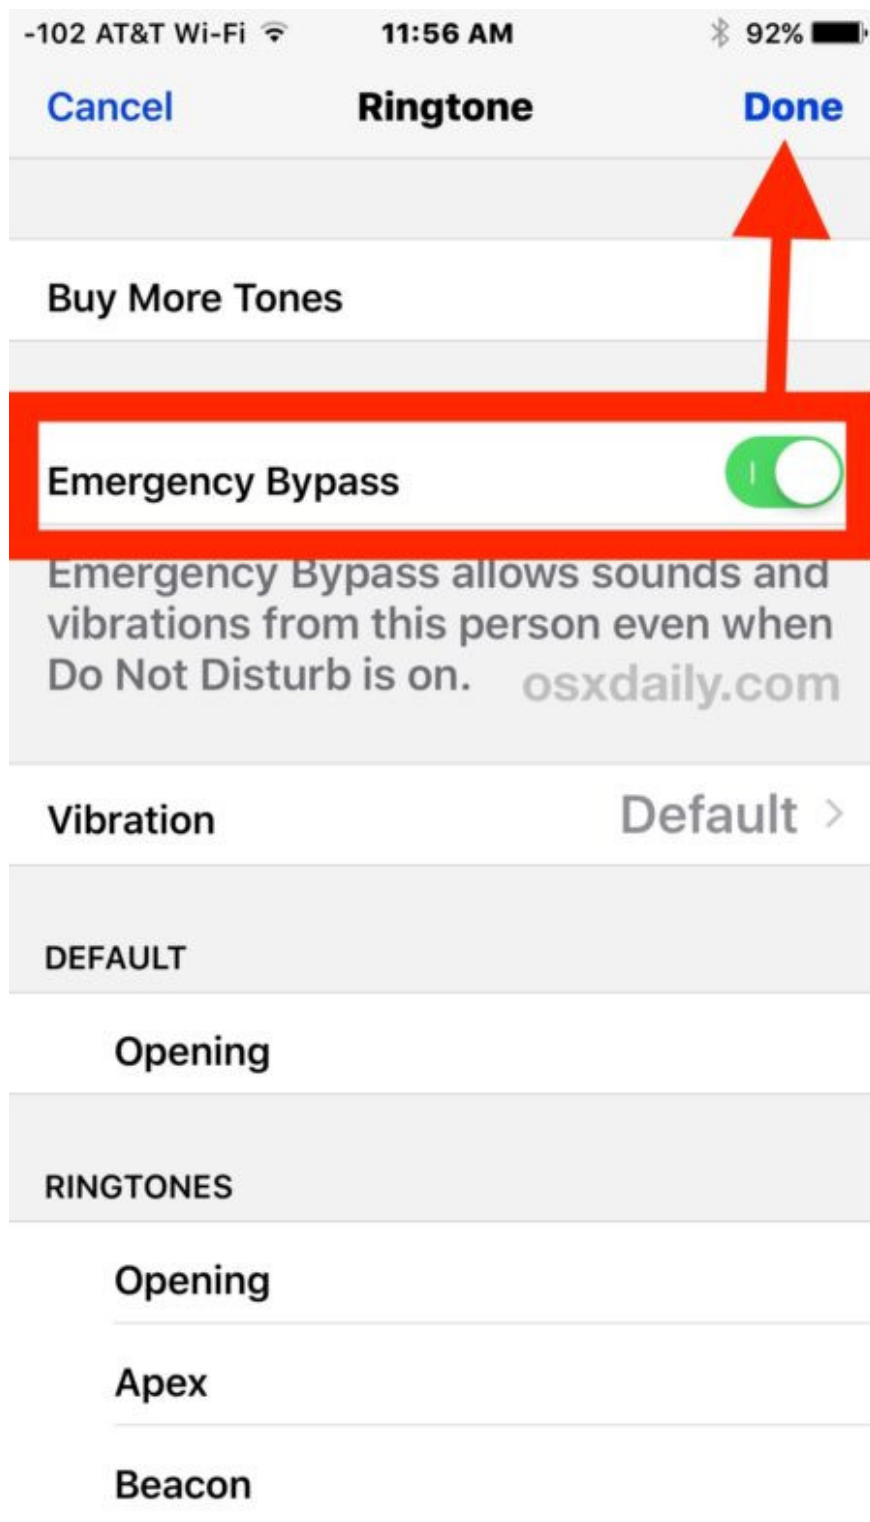 -102 AT&T Wi-Fi 11:56 AM 92%
Cancel Ringtone Done
Buy More Tones
Emergency Bypass
Emergency Bypass allows sounds and
vibrations from this person even when
Do Not Disturb is on. osxdaily.com
Vibration Default >
DEFAULT
Opening
RINGTONES
Opening
Apex
Beacon